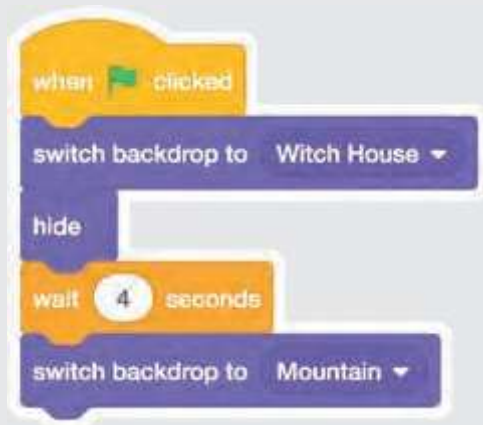 when clicked
switch backdrop to Witch House
hide
wait 4 seconds
switch backdrop to Mountain